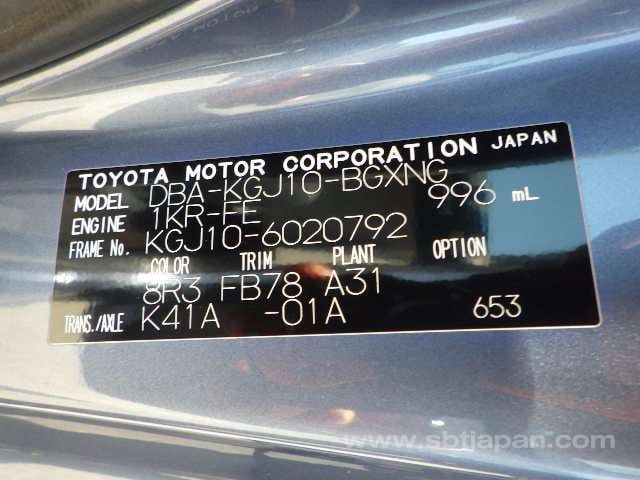 TOYOTA MOTOR CORPORATION JAPAN
MODEL DBA-KGJ10-BGXNG
ENGINE 1KR-FE 996 mL
FRAME No. KGJ10-6020792
COLOR TRIM PLANT OPTION
8R3 FB78 A31
TRANS./AXLE K41A -01A 653
www.sbtjapan.com